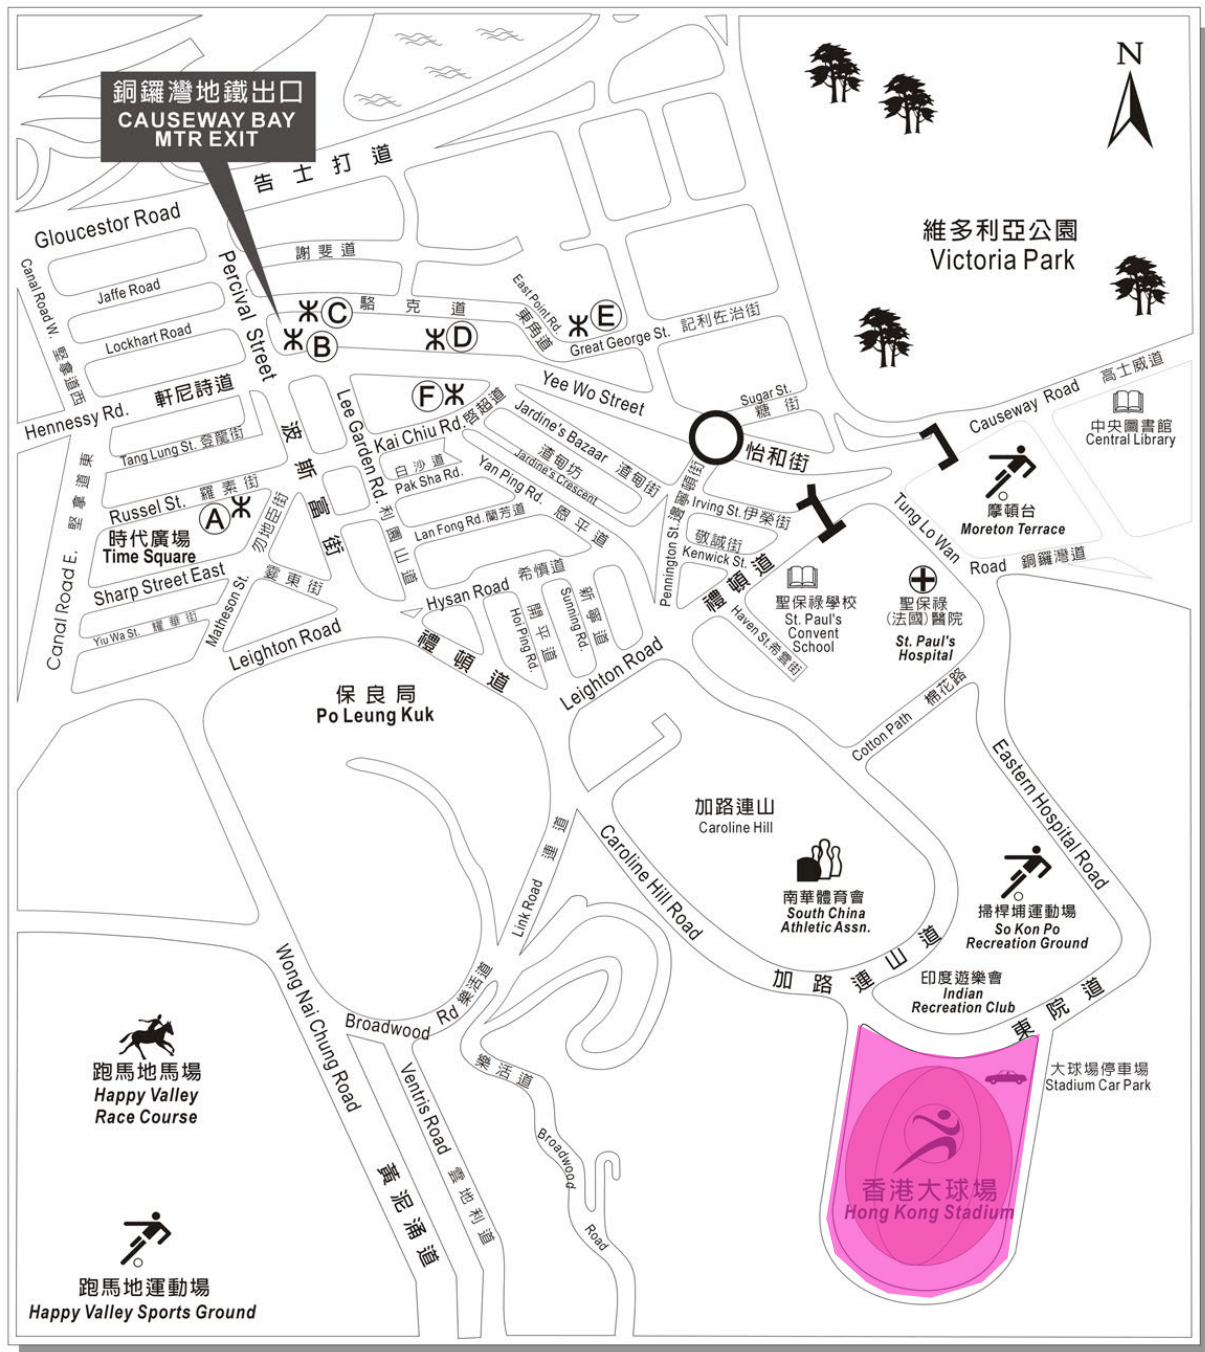 銅鑼灣地鐵出口
CAUSEWAY BAY
MTR EXIT
N
告士打道
Gloucestor Road
維多利亞公園
Victoria Park
謝斐道
Canal Road W. 堅拿道西
Jaffe Road
Percival Street
波斯富街
駱克道
East Point Rd.
東角道
C
B
D
E
Lockhart Road
Great George St. 記利佐治街
Hennessy Rd. 軒尼詩道
Yee Wo Street
怡和街
Sugar St.
糖街
Causeway Road 高士威道
中央圖書館
Central Library
F
Lee Garden Rd. 利園山道
Kai Chiu Rd. 啓超道
Jardine's Bazaar 渣甸街
渣甸坊
Jardine's Crescent
Tang Lung St. 登龍街
白沙道
Pak Sha Rd.
Yan Ping Rd. 恩平道
Russel St. 羅素街
A
時代廣場
Time Square
勿地臣街
Matheson St.
Lan Fong Rd. 蘭芳道
Pennington St. 邊寧頓街
Irving St. 伊榮街
敬誠街
Kenwick St.
摩頓台
Moreton Terrace
Tung Lo Wan
Road 銅鑼灣道
Canal Road E. 堅拿道東
Sharp Street East
霎東街
Yiu Wa St. 耀華街
Hysan Road 希慎道
開平道
Hoi Ping Rd.
新寧道
Sunning Rd.
禮頓道
聖保祿學校
St. Paul's
Convent
School
聖保祿
(法國)醫院
St. Paul's
Hospital
Haven St. 希雲街
Leighton Road
禮頓道
Leighton Road
保良局
Po Leung Kuk
Cotton Path 棉花路
Eastern Hospital Road
東院道
加路連山
Caroline Hill
Caroline Hill Road
加路連山道
Link Road 連道
南華體育會
South China
Athletic Assn.
掃桿埔運動場
So Kon Po
Recreation Ground
印度遊樂會
Indian
Recreation Club
Wong Nai Chung Road
黃泥涌道
Broadwood Rd 樂活道
樂活道
Broadwood
Road
Ventris Road 雲地利道
跑馬地馬場
Happy Valley
Race Course
大球場停車場
Stadium Car Park
香港大球場
Hong Kong Stadium
跑馬地運動場
Happy Valley Sports Ground